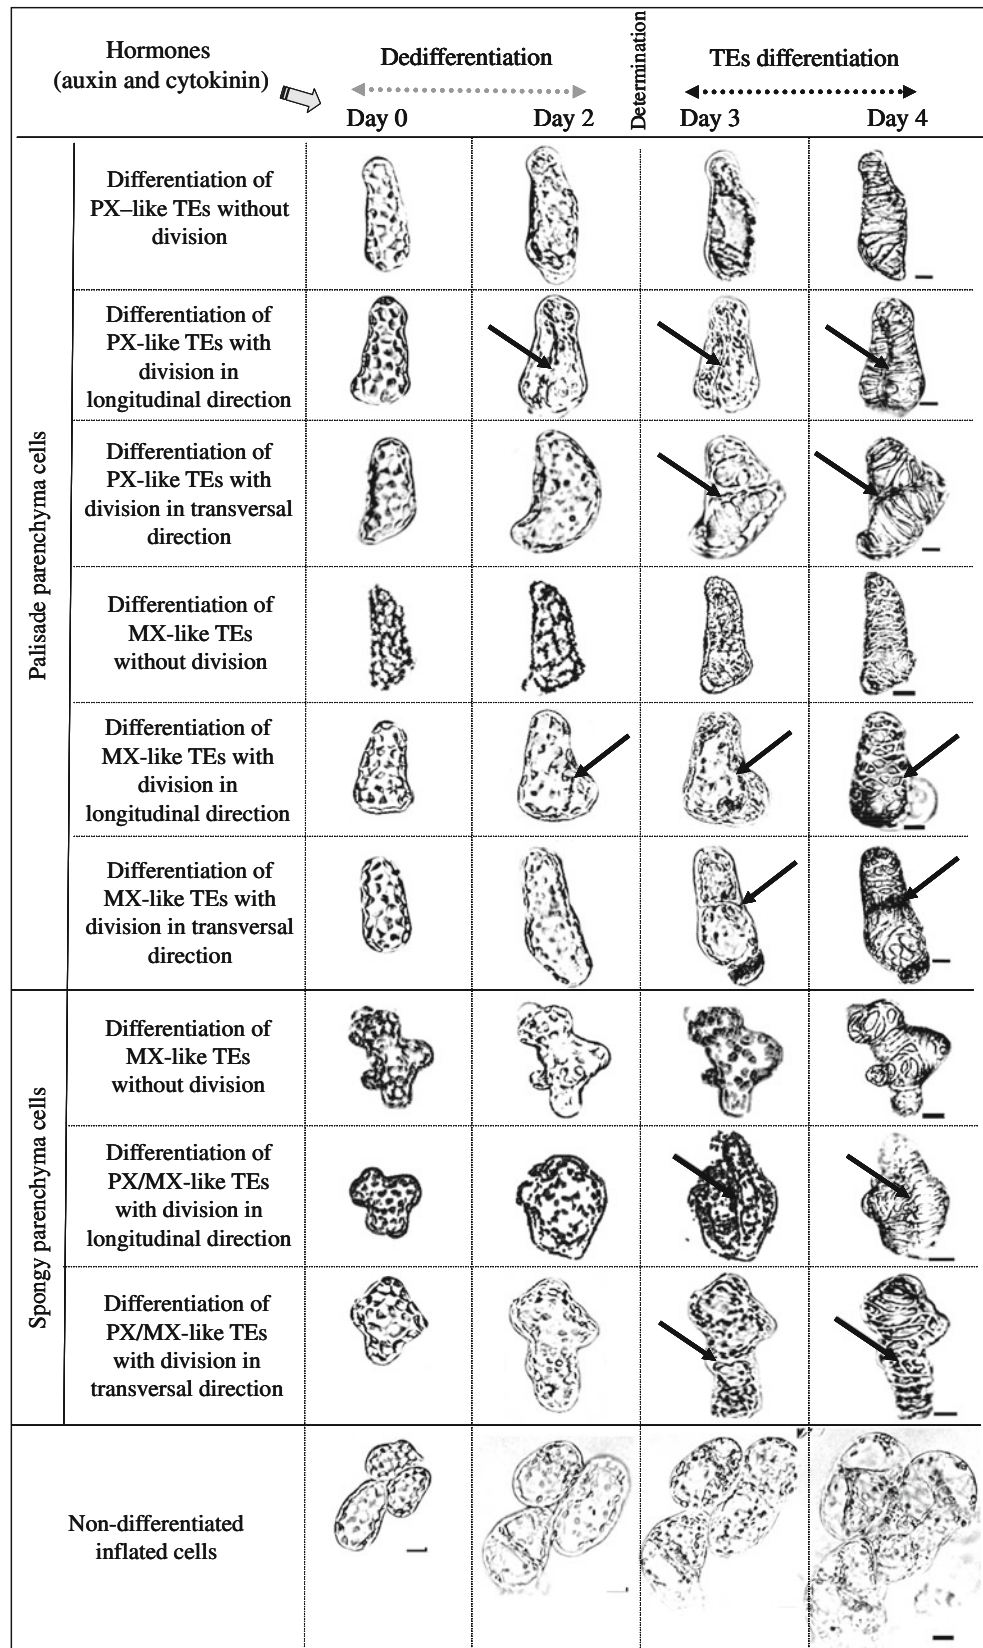 Hormones
(auxin and cytokinin)
Dedifferentiation
Determination
TEs differentiation
Day 0
Day 2
Day 3
Day 4
Palisade parenchyma cells
Differentiation of
PX–like TEs without
division
Differentiation of
PX-like TEs with
division in
longitudinal direction
Differentiation of
PX-like TEs with
division in transversal
direction
Differentiation of
MX-like TEs
without division
Differentiation of
MX-like TEs with
division in
longitudinal direction
Differentiation of
MX-like TEs with
division in transversal
direction
Spongy parenchyma cells
Differentiation of
MX-like TEs
without division
Differentiation of
PX/MX-like TEs
with division in
longitudinal direction
Differentiation of
PX/MX-like TEs
with division in
transversal direction
Non-differentiated
inflated cells